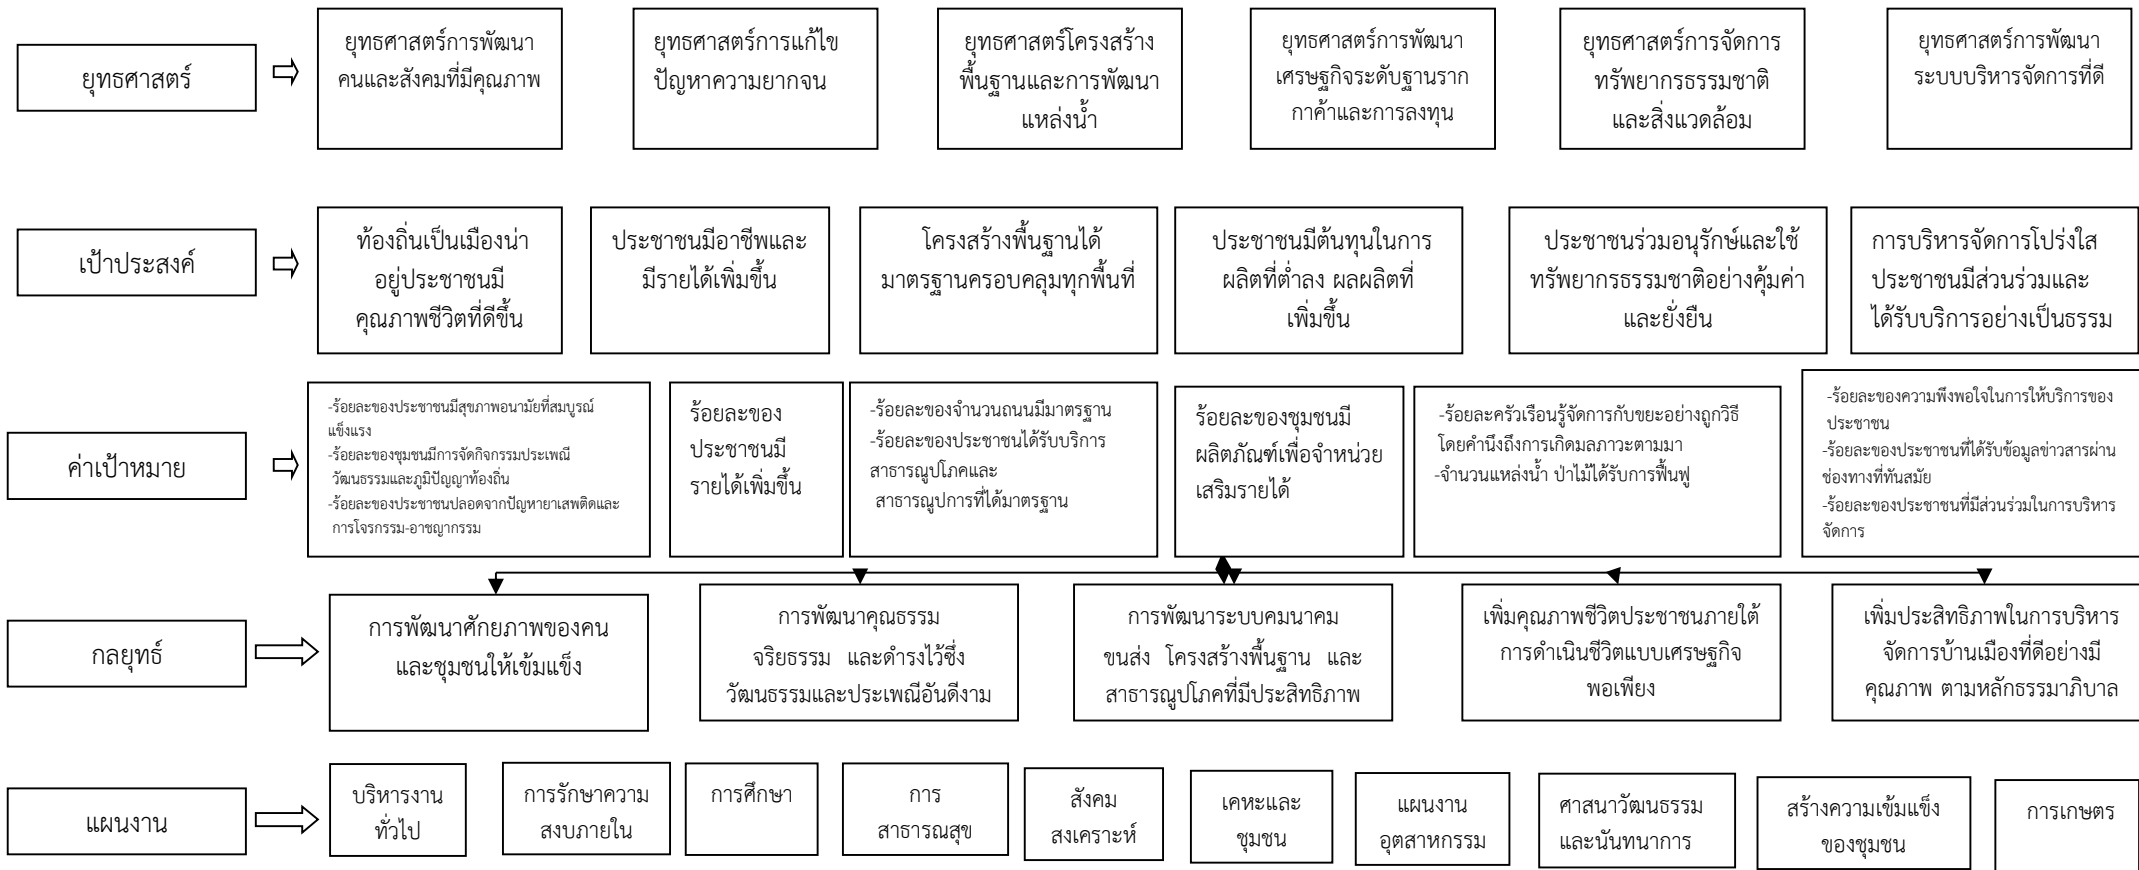 ยุทธศาสตร์
ยุทธศาสตร์การพัฒนา
คนและสังคมที่มีคุณภาพ
ยุทธศาสตร์การแก้ไข
ปัญหาความยากจน
ยุทธศาสตร์โครงสร้าง
พื้นฐานและการพัฒนา
แหล่งน้ำ
ยุทธศาสตร์การพัฒนา
เศรษฐกิจระดับฐานราก
กาค้าและการลงทุน
ยุทธศาสตร์การจัดการ
ทรัพยากรธรรมชาติ
และสิ่งแวดล้อม
ยุทธศาสตร์การพัฒนา
ระบบบริหารจัดการที่ดี
เป้าประสงค์
ท้องถิ่นเป็นเมืองน่า
อยู่ประชาชนมี
คุณภาพชีวิตที่ดีขึ้น
ประชาชนมีอาชีพและ
มีรายได้เพิ่มขึ้น
โครงสร้างพื้นฐานได้
มาตรฐานครอบคลุมทุกพื้นที่
ประชาชนมีต้นทุนในการ
ผลิตที่ต่ำลง ผลผลิตที่
เพิ่มขึ้น
ประชาชนร่วมอนุรักษ์และใช้
ทรัพยากรธรรมชาติอย่างคุ้มค่า
และยั่งยืน
การบริหารจัดการโปร่งใส
ประชาชนมีส่วนร่วมและ
ได้รับบริการอย่างเป็นธรรม
ค่าเป้าหมาย
-ร้อยละของประชาชนมีสุขภาพอนามัยที่สมบูรณ์
แข็งแรง
-ร้อยละของชุมชนมีการจัดกิจกรรมประเพณี
วัฒนธรรมและภูมิปัญญาท้องถิ่น
-ร้อยละของประชาชนปลอดจากปัญหายาเสพติดและ
การโจรกรรม-อาชญากรรม
ร้อยละของ
ประชาชนมี
รายได้เพิ่มขึ้น
-ร้อยละของจำนวนถนนมีมาตรฐาน
-ร้อยละของประชาชนได้รับบริการ
สาธารณูปโภคและ
สาธารณูปการที่ได้มาตรฐาน
ร้อยละของชุมชนมี
ผลิตภัณฑ์เพื่อจำหน่วย
เสริมรายได้
-ร้อยละครัวเรือนรู้จัดการกับขยะอย่างถูกวิธี
โดยคำนึงถึงการเกิดมลภาวะตามมา
-จำนวนแหล่งน้ำ ป่าไม้ได้รับการฟื้นฟู
-ร้อยละของความพึงพอใจในการให้บริการของ
ประชาชน
-ร้อยละของประชาชนที่ได้รับข้อมูลข่าวสารผ่าน
ช่องทางที่ทันสมัย
-ร้อยละของประชาชนที่มีส่วนร่วมในการบริหาร
จัดการ
กลยุทธ์
การพัฒนาศักยภาพของคน
และชุมชนให้เข้มแข็ง
การพัฒนาคุณธรรม
จริยธรรม และดำรงไว้ซึ่ง
วัฒนธรรมและประเพณีอันดีงาม
การพัฒนาระบบคมนาคม
ขนส่ง โครงสร้างพื้นฐาน และ
สาธารณูปโภคที่มีประสิทธิภาพ
เพิ่มคุณภาพชีวิตประชาชนภายใต้
การดำเนินชีวิตแบบเศรษฐกิจ
พอเพียง
เพิ่มประสิทธิภาพในการบริหาร
จัดการบ้านเมืองที่ดีอย่างมี
คุณภาพ ตามหลักธรรมาภิบาล
แผนงาน
บริหารงาน
ทั่วไป
การรักษาความ
สงบภายใน
การศึกษา
การ
สาธารณสุข
สังคม
สงเคราะห์
เคหะและ
ชุมชน
แผนงาน
อุตสาหกรรม
ศาสนาวัฒนธรรม
และนันทนาการ
สร้างความเข้มแข็ง
ของชุมชน
การเกษตร